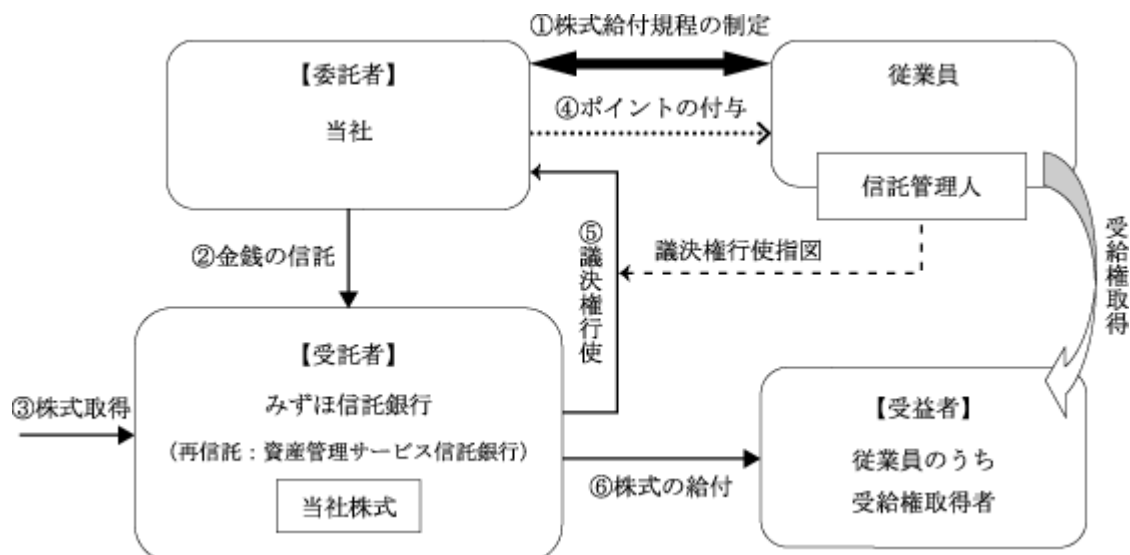 ①株式給付規程の制定
【委託者】
当社
従業員
④ポイントの付与
信託管理人
②金銭の信託
⑤議決権行使
議決権行使指図
受給権取得
【受託者】
みずほ信託銀行
(再信託：資産管理サービス信託銀行)
当社株式
③株式取得
⑥株式の給付
【受益者】
従業員のうち
受給権取得者